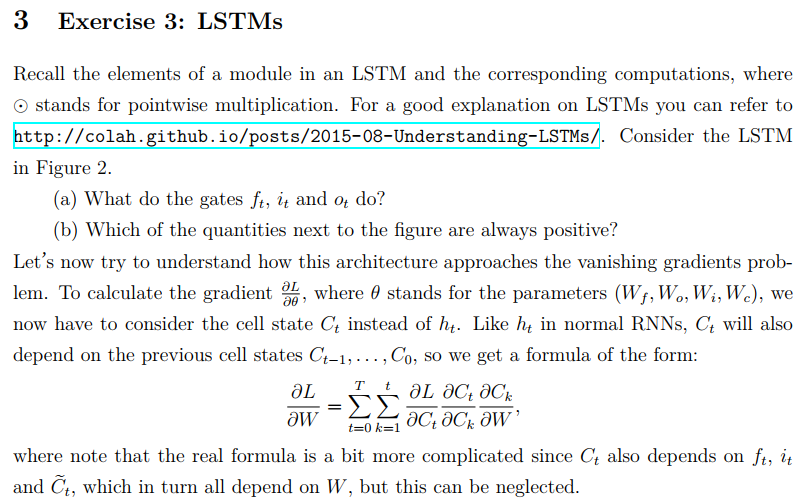 3 Exercise 3: LSTMs
Recall the elements of a module in an LSTM and the corresponding computations, where
⊙ stands for pointwise multiplication. For a good explanation on LSTMs you can refer to
http://colah.github.io/posts/2015-08-Understanding-LSTMs/. Consider the LSTM
in Figure 2.
(a) What do the gates f_t, i_t and o_t do?
(b) Which of the quantities next to the figure are always positive?
Let's now try to understand how this architecture approaches the vanishing gradients prob-
lem. To calculate the gradient ∂L/∂θ, where θ stands for the parameters (W_f, W_o, W_i, W_c), we
now have to consider the cell state C_t instead of h_t. Like h_t in normal RNNs, C_t will also
depend on the previous cell states C_{t−1}, . . . , C_0, so we get a formula of the form:
∂L/∂W = ∑_{t=0}^{T} ∑_{k=1}^{t} ∂L/∂C_t ∂C_t/∂C_k ∂C_k/∂W,
where note that the real formula is a bit more complicated since C_t also depends on f_t, i_t
and C̃_t, which in turn all depend on W, but this can be neglected.